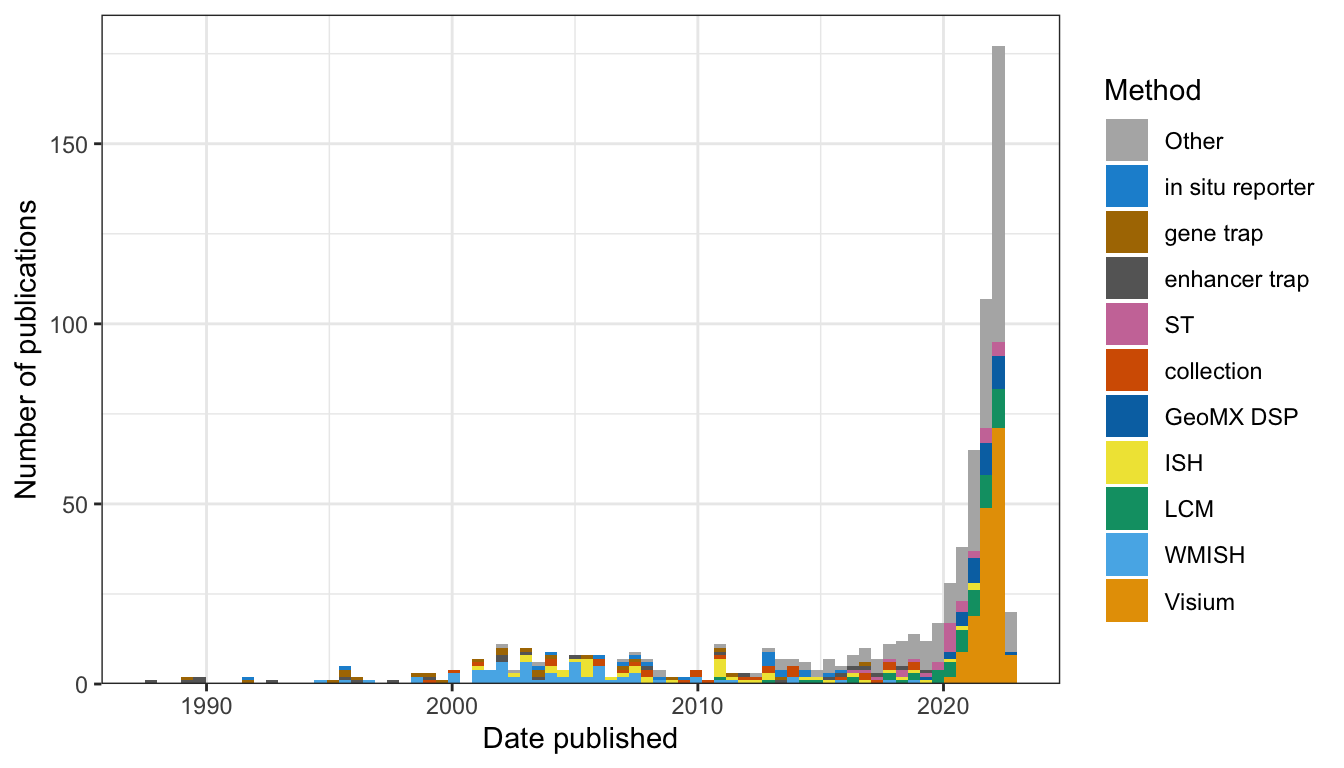 Number of publications
150
100
50
0
1990
2000
2010
2020
Date published
Method
Other
in situ reporter
gene trap
enhancer trap
ST
collection
GeoMX DSP
ISH
LCM
WMISH
Visium